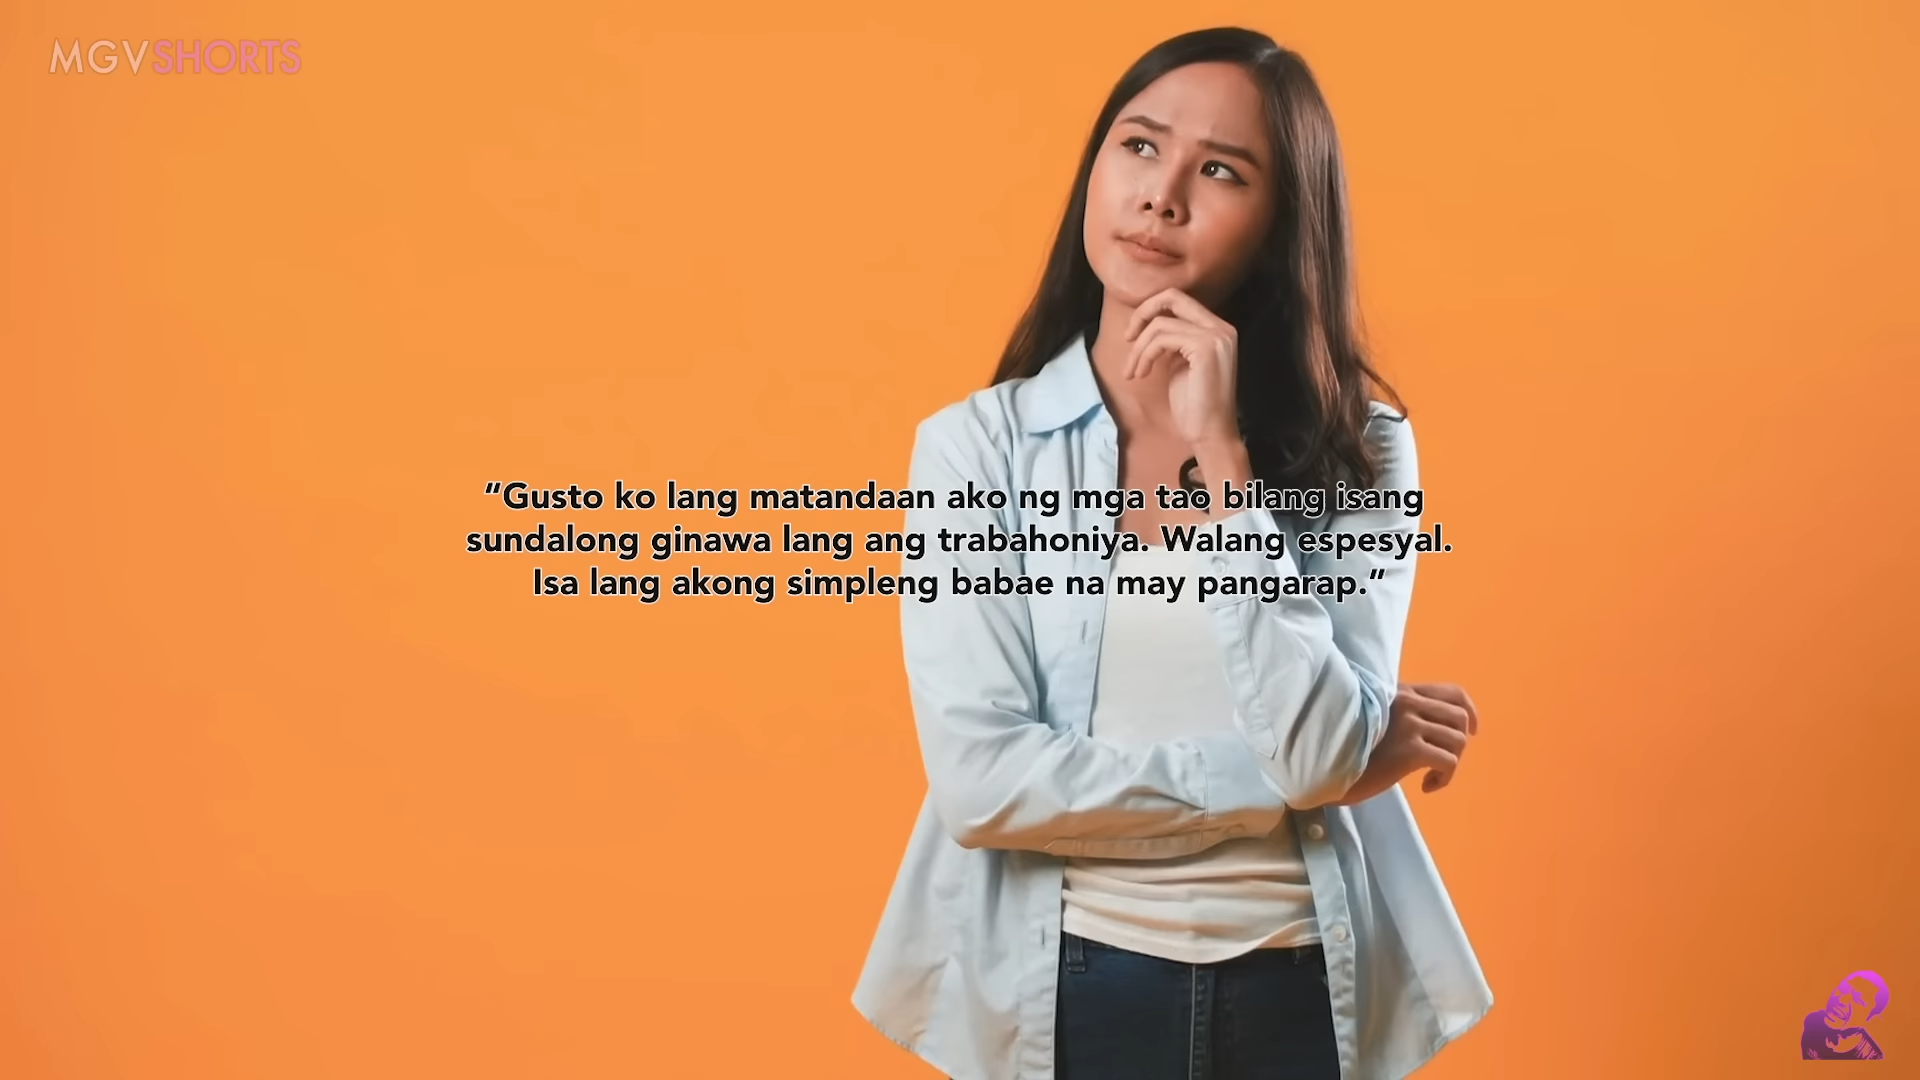 MGVSHORTS
“Gusto ko lang matandaan ako ng mga tao bilang isang
sundalong ginawa lang ang trabahoniya. Walang espesyal.
Isa lang akong simpleng babae na may pangarap.”